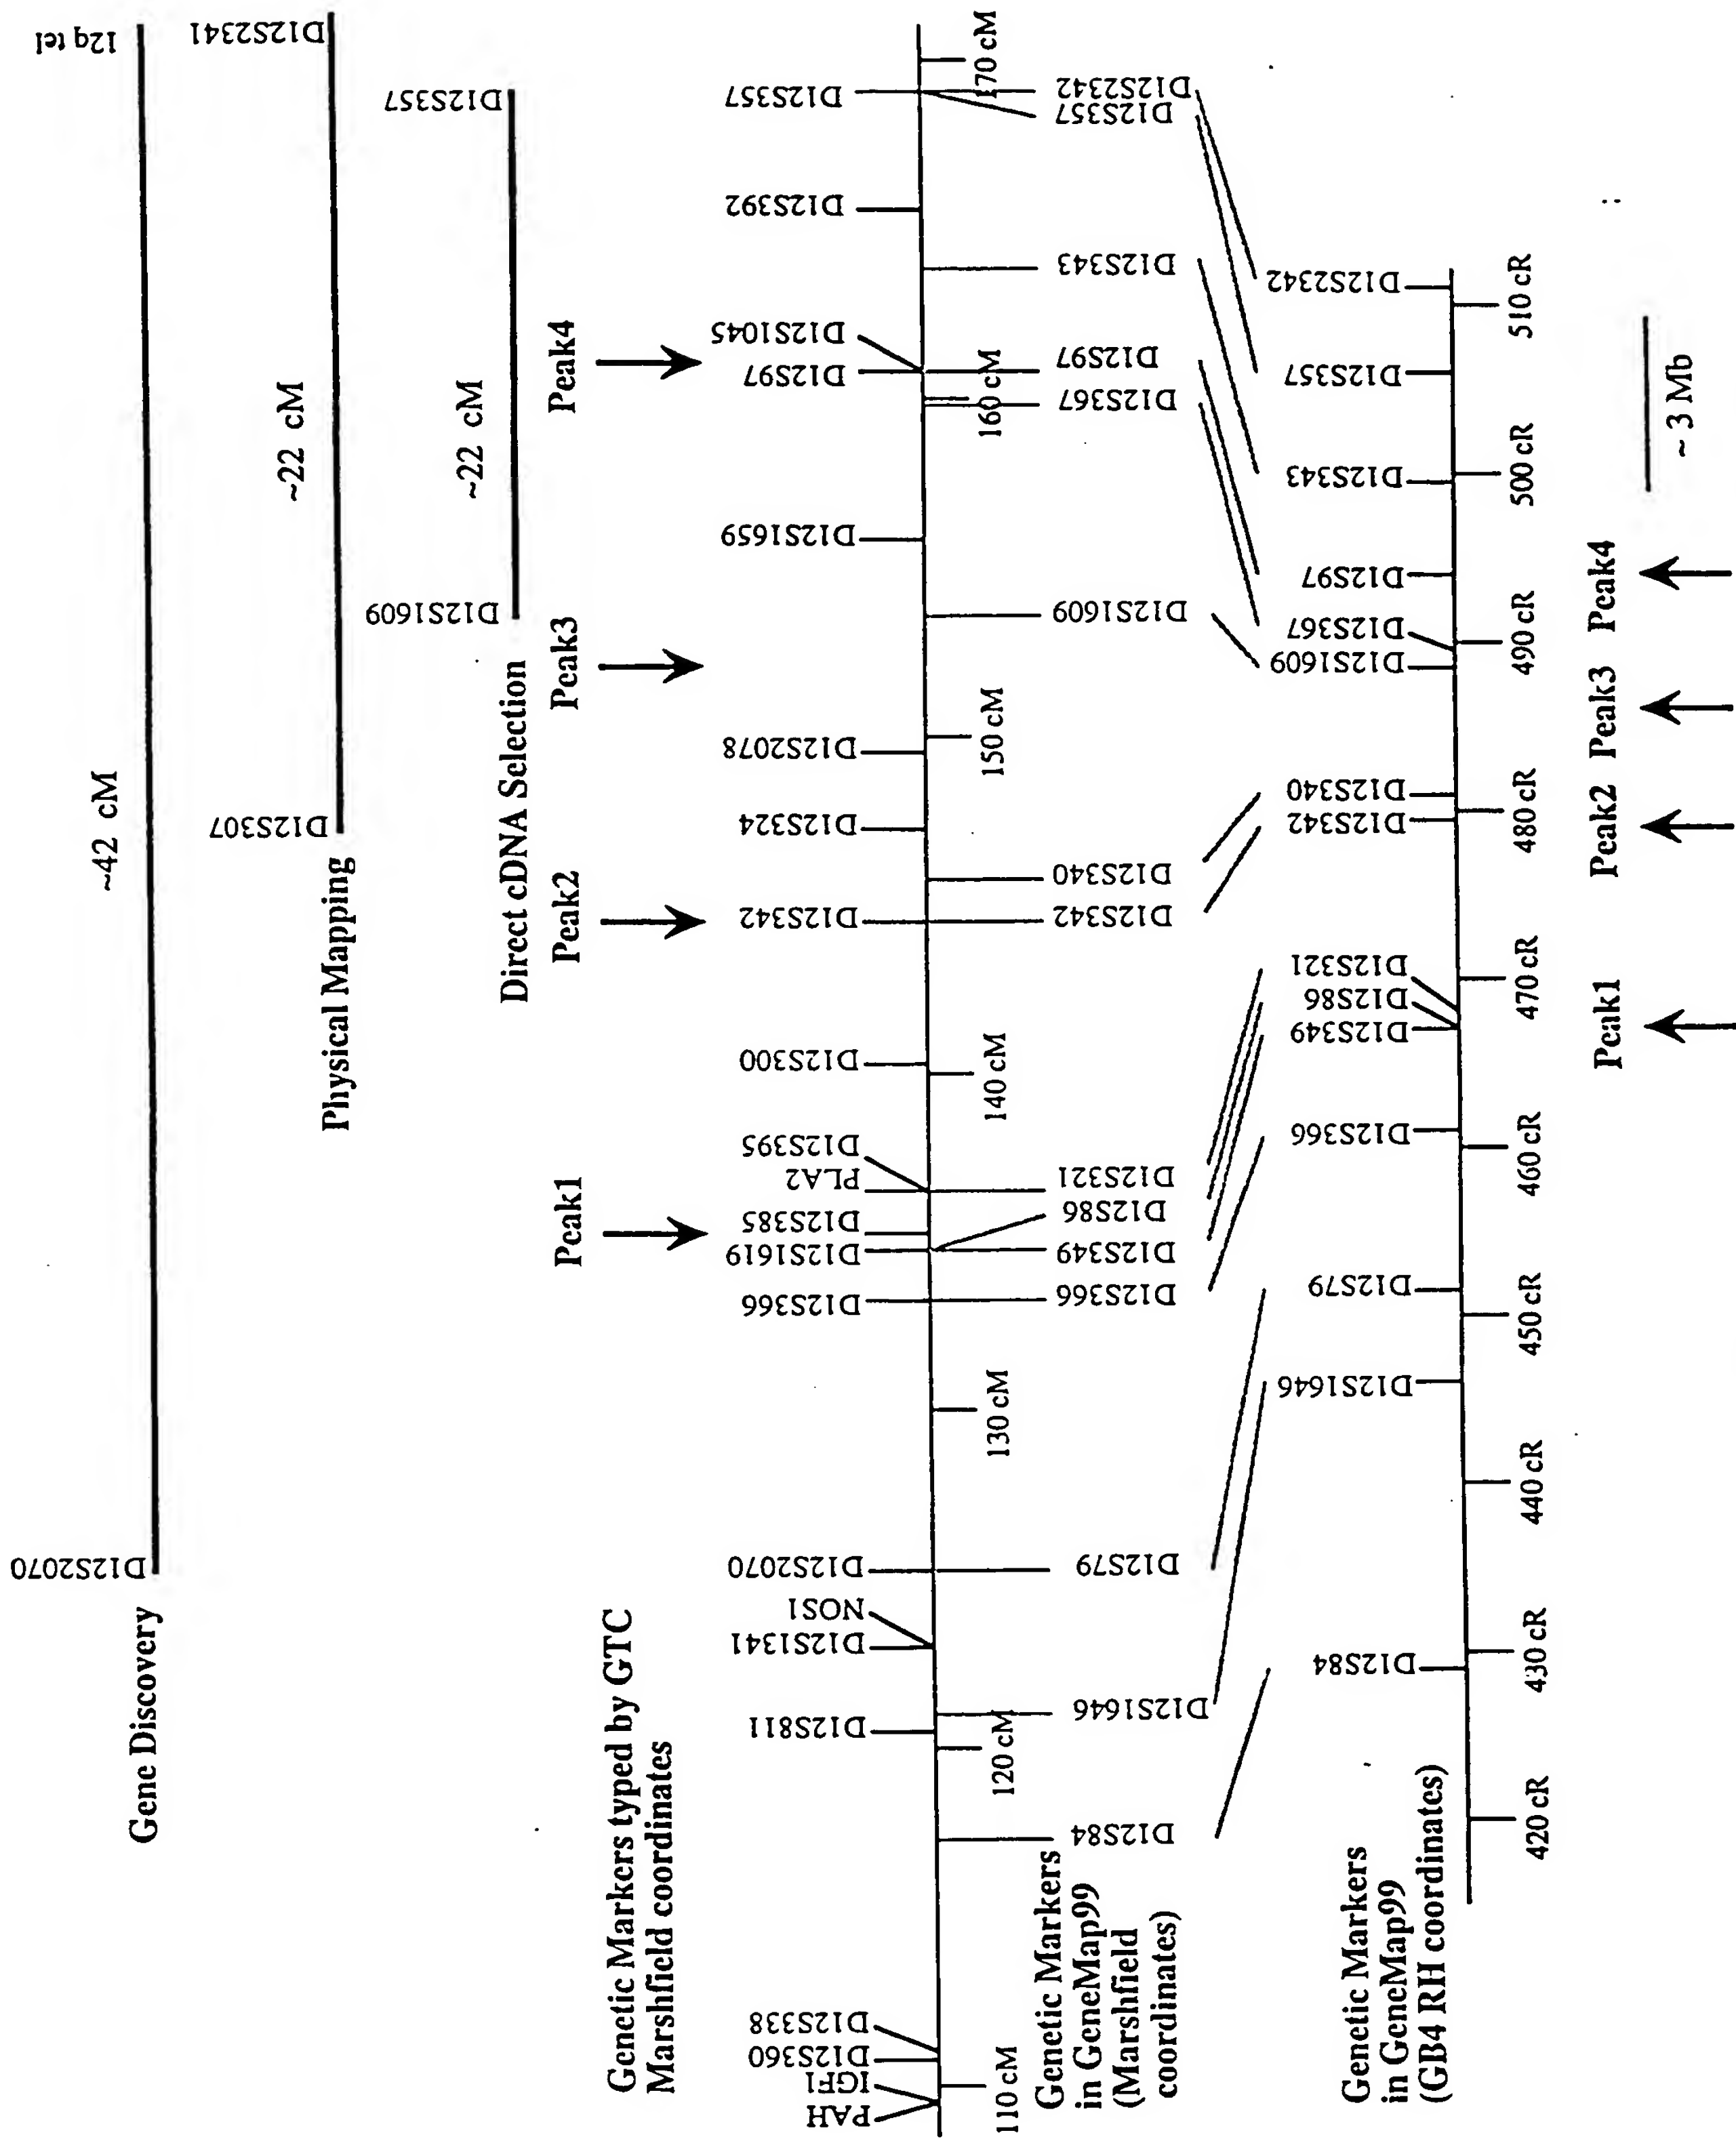 Gene Discovery
D12S2070
~42 cM
12q tel
Physical Mapping
D12S307
~22 cM
D12S2341
Direct cDNA Selection
D12S1609
~22 cM
D12S357
Peak1
Peak2
Peak3
Peak4
Genetic Markers typed by GTC
Marshfield coordinates
PAH
IGF1
D12S360
D12S338
D12S811
D12S1341
NOS1
D12S2070
D12S366
D12S1619
D12S385
PLA2
D12S395
D12S300
D12S342
D12S324
D12S2078
D12S1659
D12S97
D12S1045
D12S392
D12S357
110 cM
120 cM
130 cM
140 cM
150 cM
160 cM
170 cM
Genetic Markers
in GeneMap99
(Marshfield
coordinates)
D12S84
D12S1646
D12S79
D12S366
D12S349
D12S86
D12S321
D12S342
D12S340
D12S1609
D12S367
D12S97
D12S343
D12S357
D12S2342
Genetic Markers
in GeneMap99
(GB4 RH coordinates)
D12S84
D12S1646
D12S79
D12S366
D12S349
D12S86
D12S321
D12S342
D12S340
D12S1609
D12S367
D12S97
D12S343
D12S357
D12S2342
420 cR
430 cR
440 cR
450 cR
460 cR
470 cR
480 cR
490 cR
500 cR
510 cR
Peak1
Peak2
Peak3
Peak4
~ 3 Mb